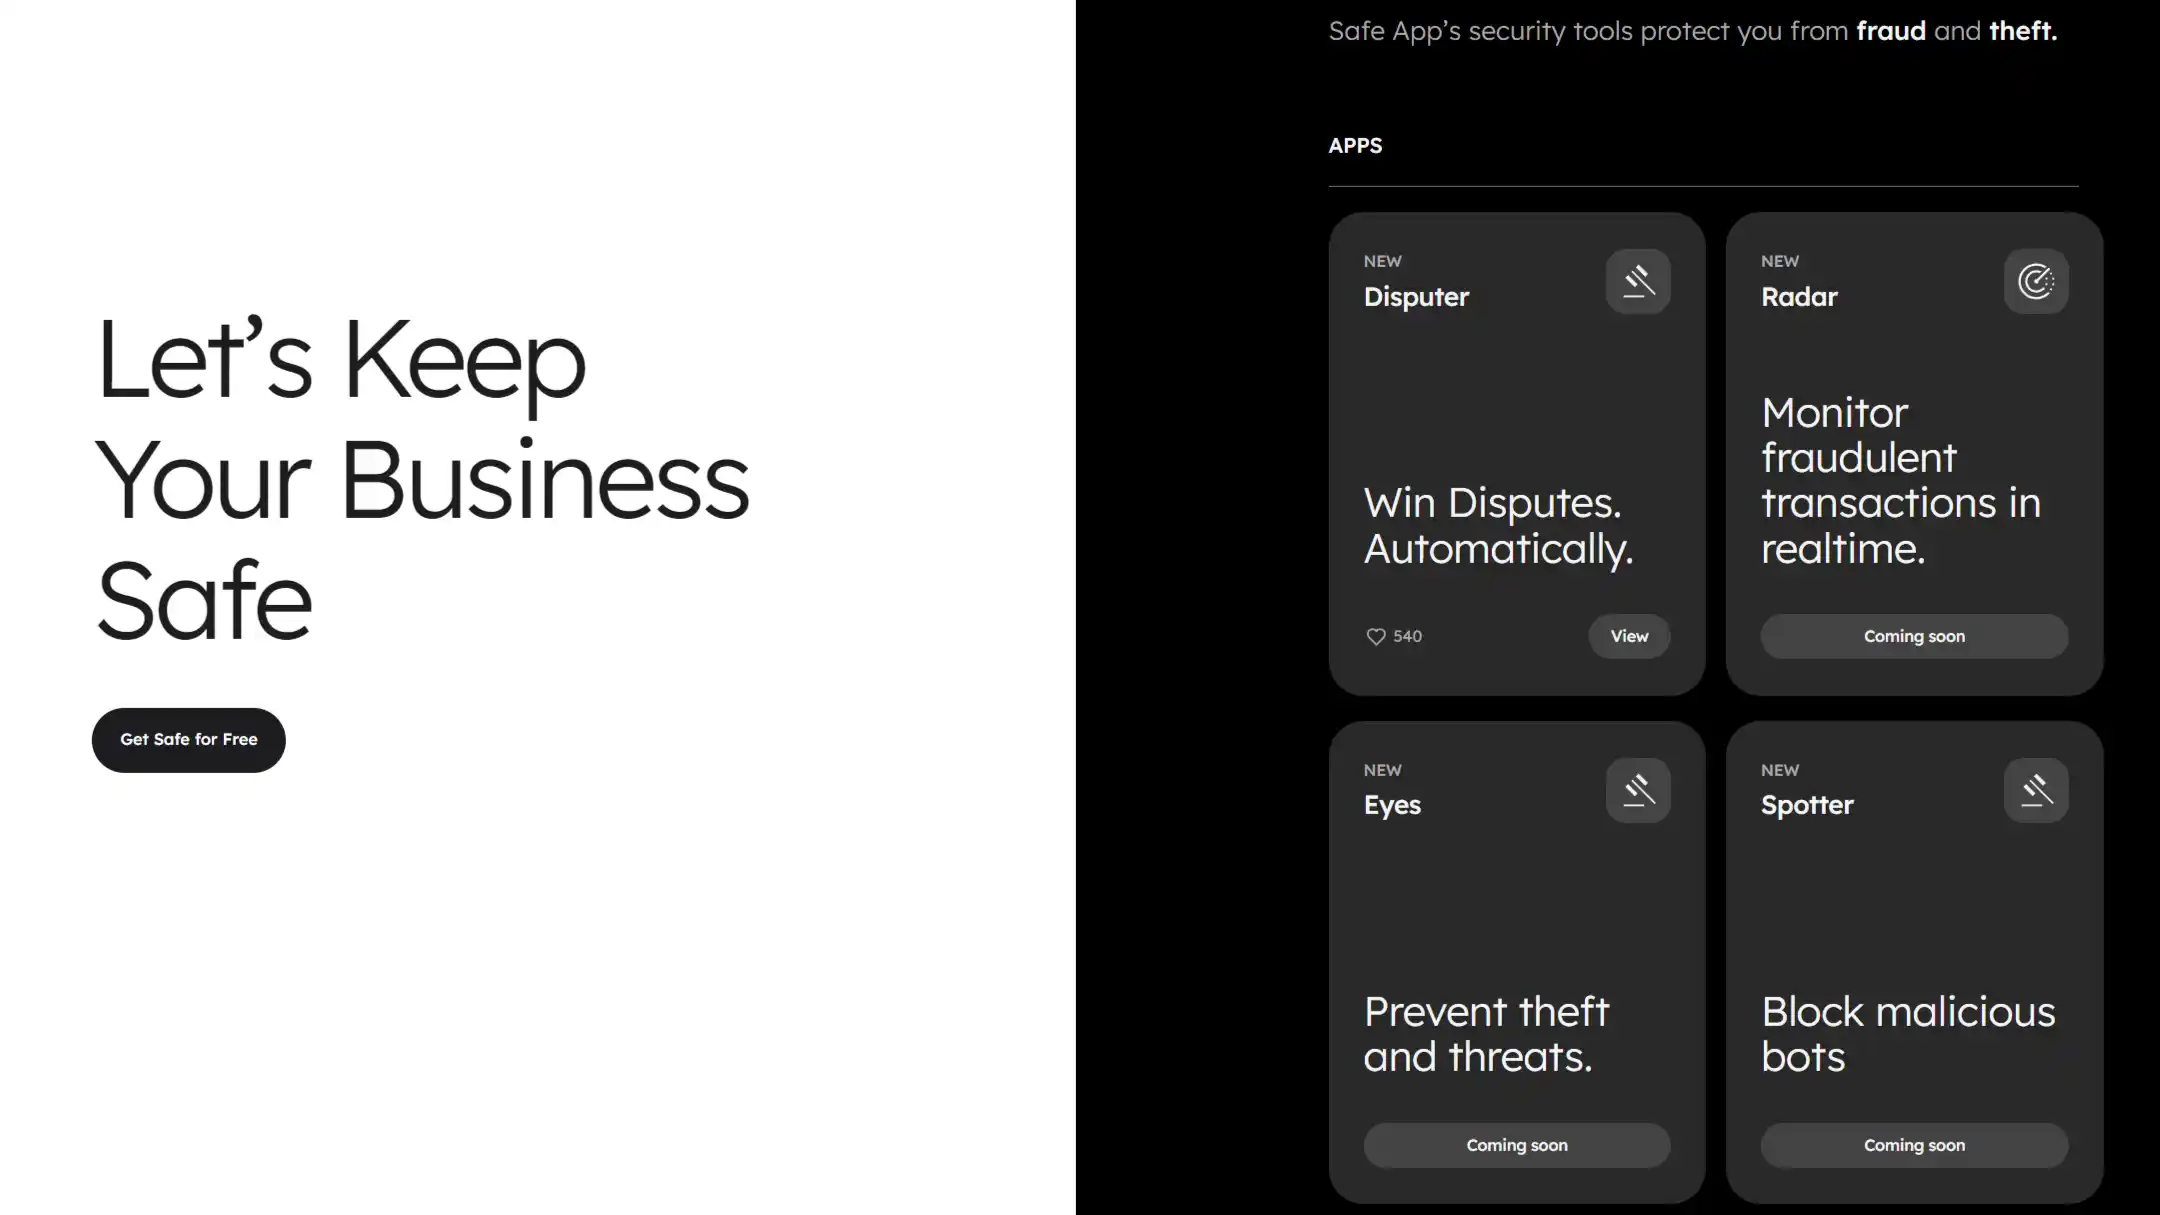 Let’s Keep
Your Business
Safe
Get Safe for Free
Safe App’s security tools protect you from fraud and theft.
APPS
NEW
Disputer
Win Disputes.
Automatically.
540
View
NEW
Radar
Monitor
fraudulent
transactions in
realtime.
Coming soon
NEW
Eyes
Prevent theft
and threats.
Coming soon
NEW
Spotter
Block malicious
bots
Coming soon